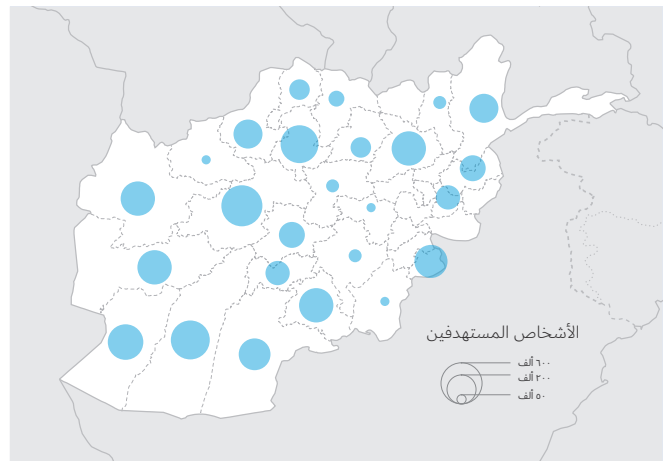 الأشخاص المستهدفين
٦٠٠ ألف
٢٠٠ ألف
٥٠ ألف